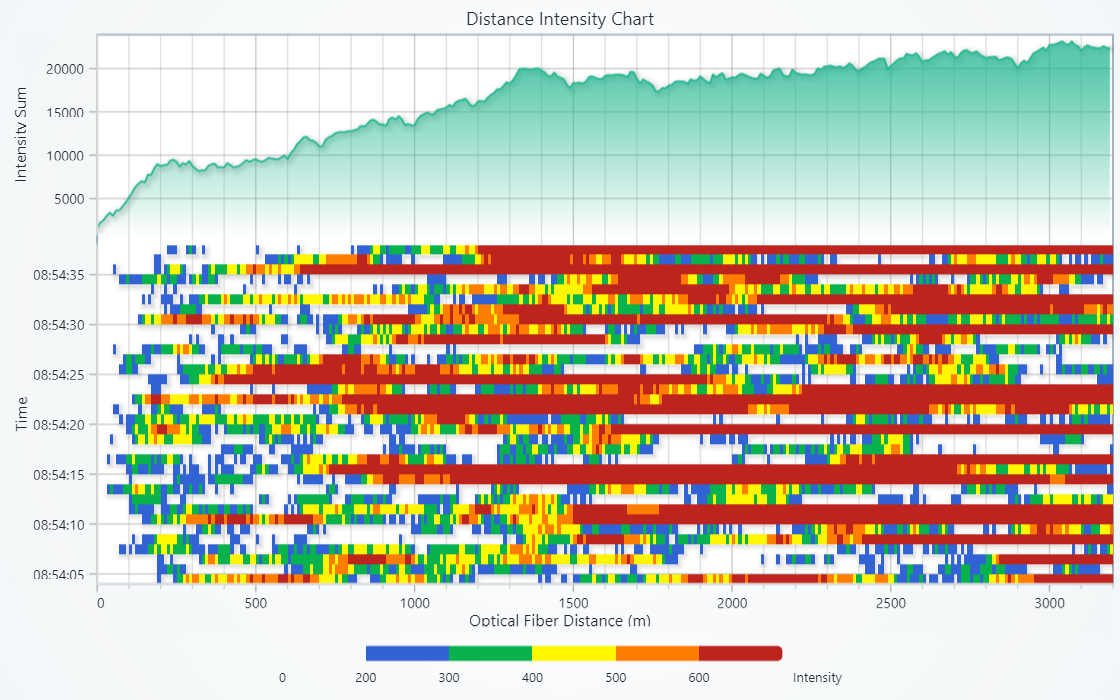 Distance Intensity Chart
20000
15000
10000
5000
Intensity Sum
08:54:35
08:54:30
08:54:25
08:54:20
08:54:15
08:54:10
08:54:05
Time
0 500 1000 1500 2000 2500 3000
Optical Fiber Distance (m)
0 200 300 400 500 600 Intensity